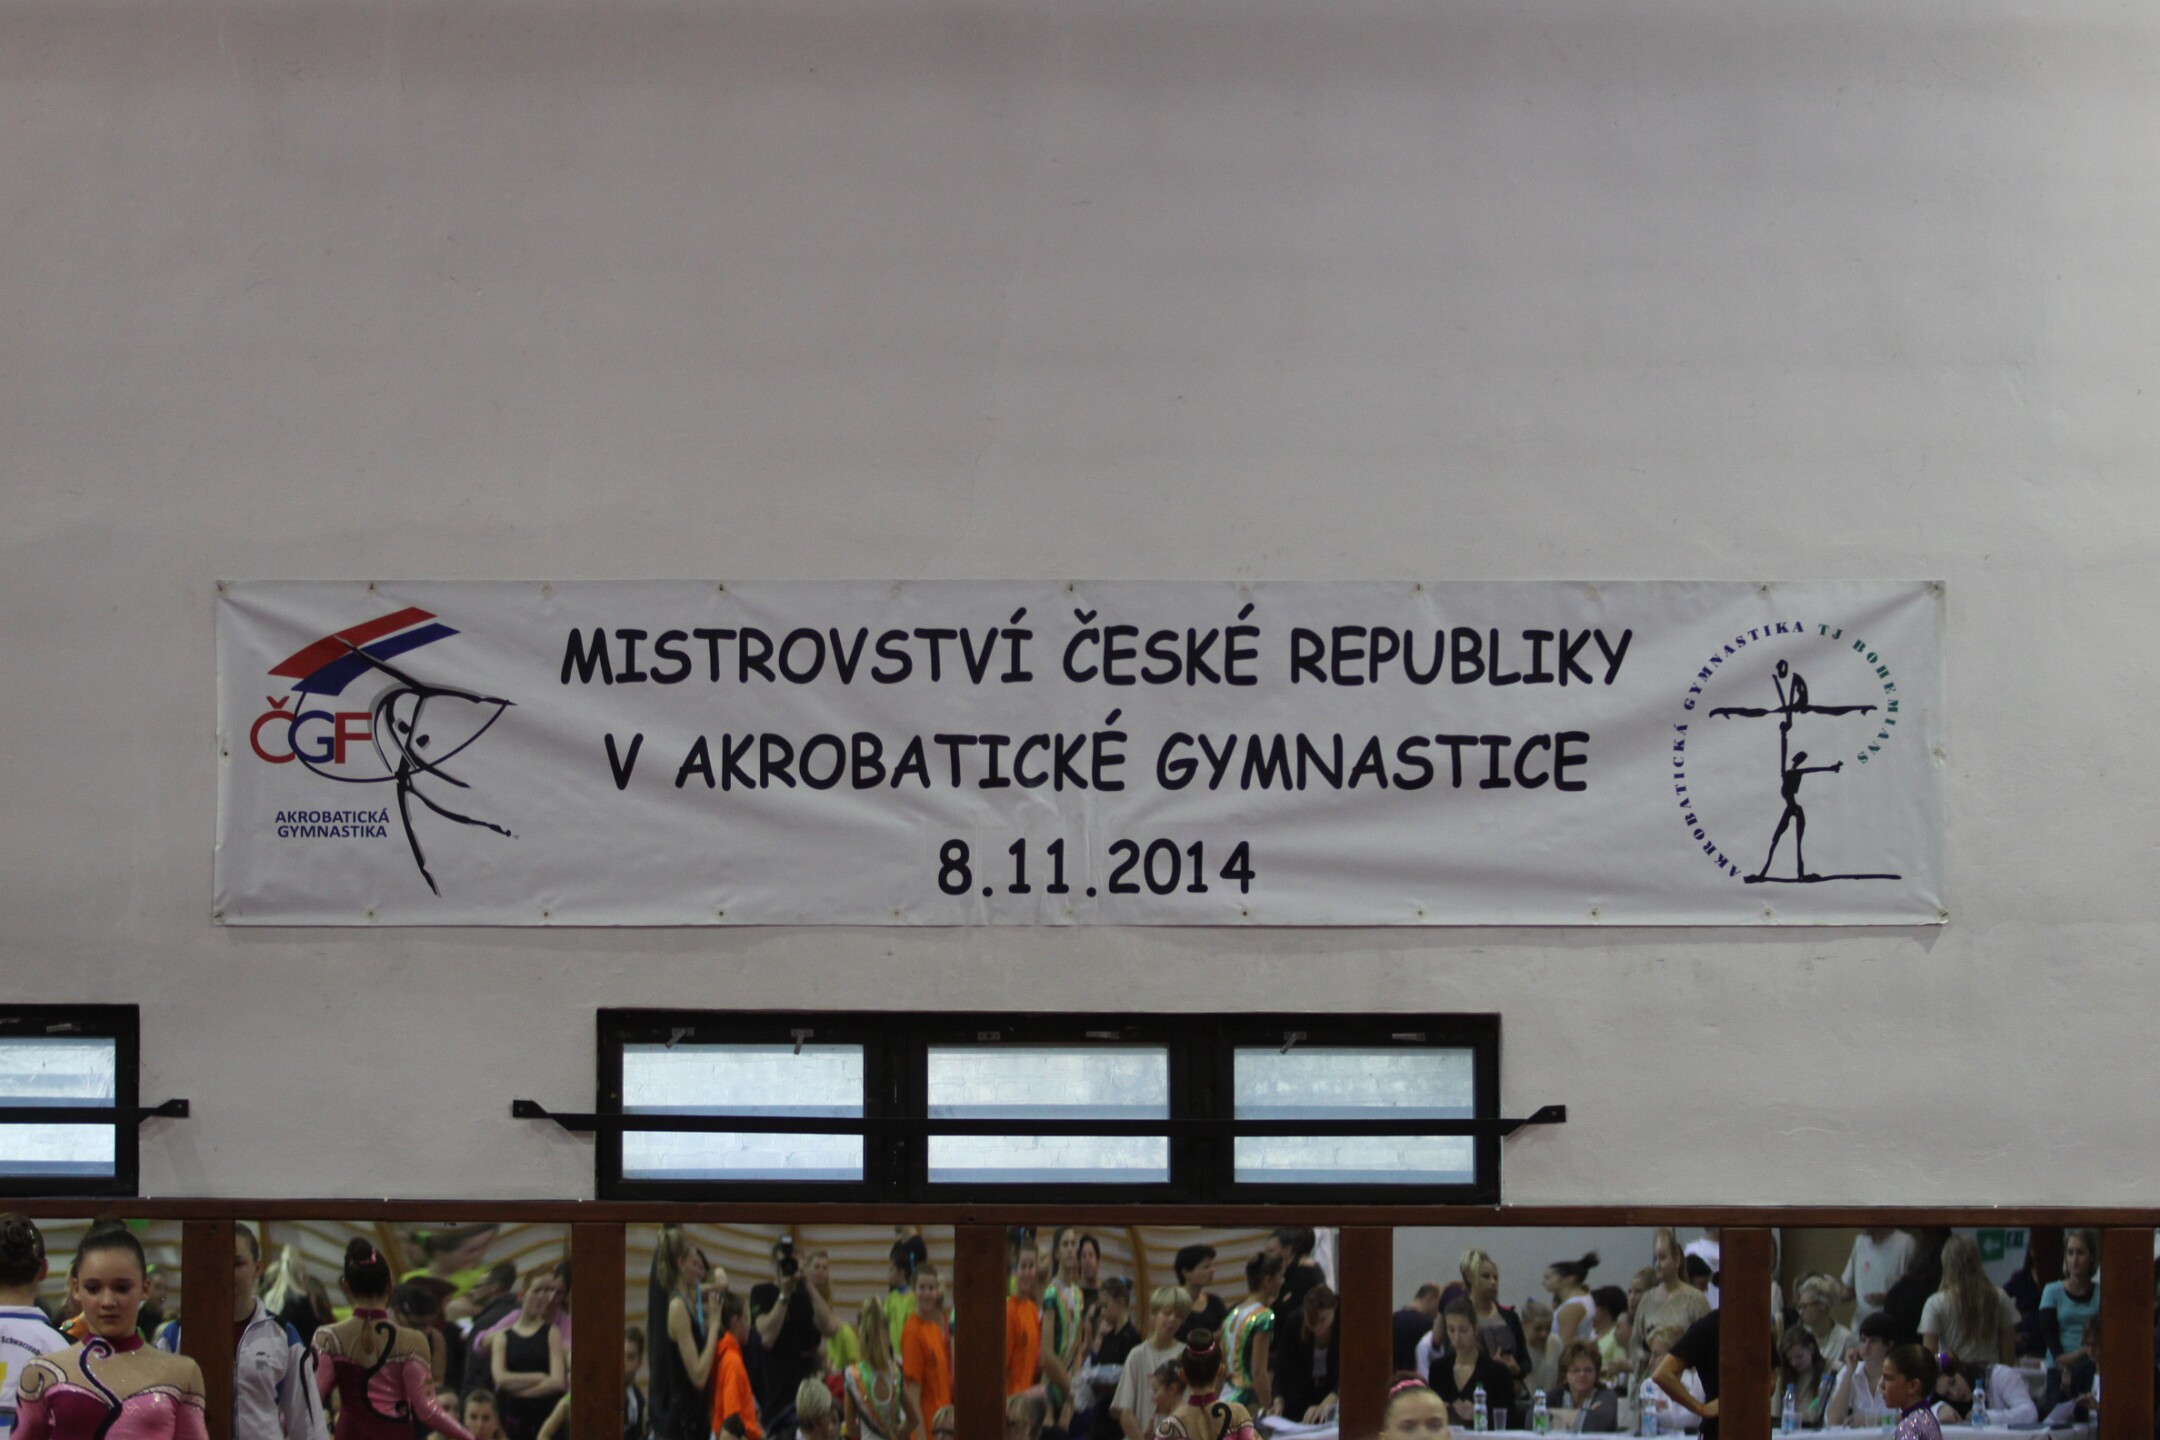 MISTROVSTVÍ ČESKÉ REPUBLIKY
V AKROBATICKÉ GYMNASTICE
8.11.2014
ČGF
AKROBATICKÁ
GYMNASTIKA
AKROBATICKÁ GYMNASTIKA TJ BOHEMIANS